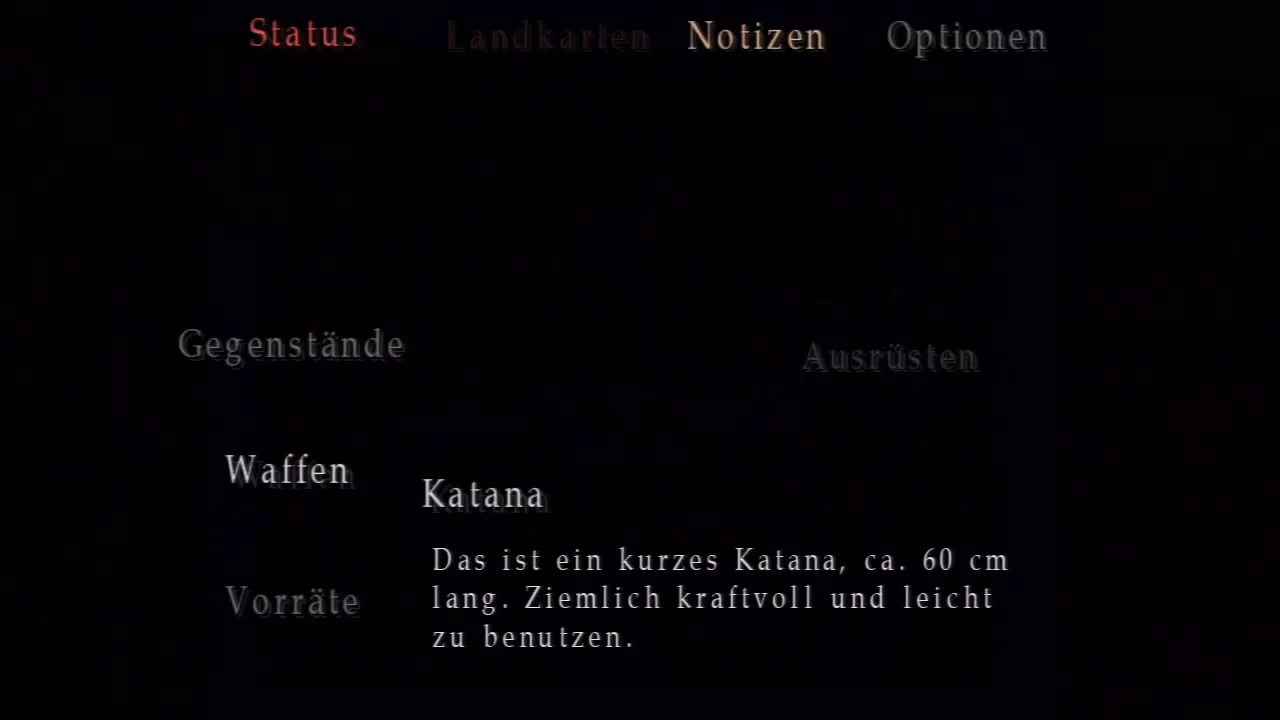 Status Landkarten Notizen Optionen
Gegenstände
Ausrüsten
Waffen
Katana
Das ist ein kurzes Katana, ca. 60 cm
lang. Ziemlich kraftvoll und leicht
zu benutzen.
Vorräte